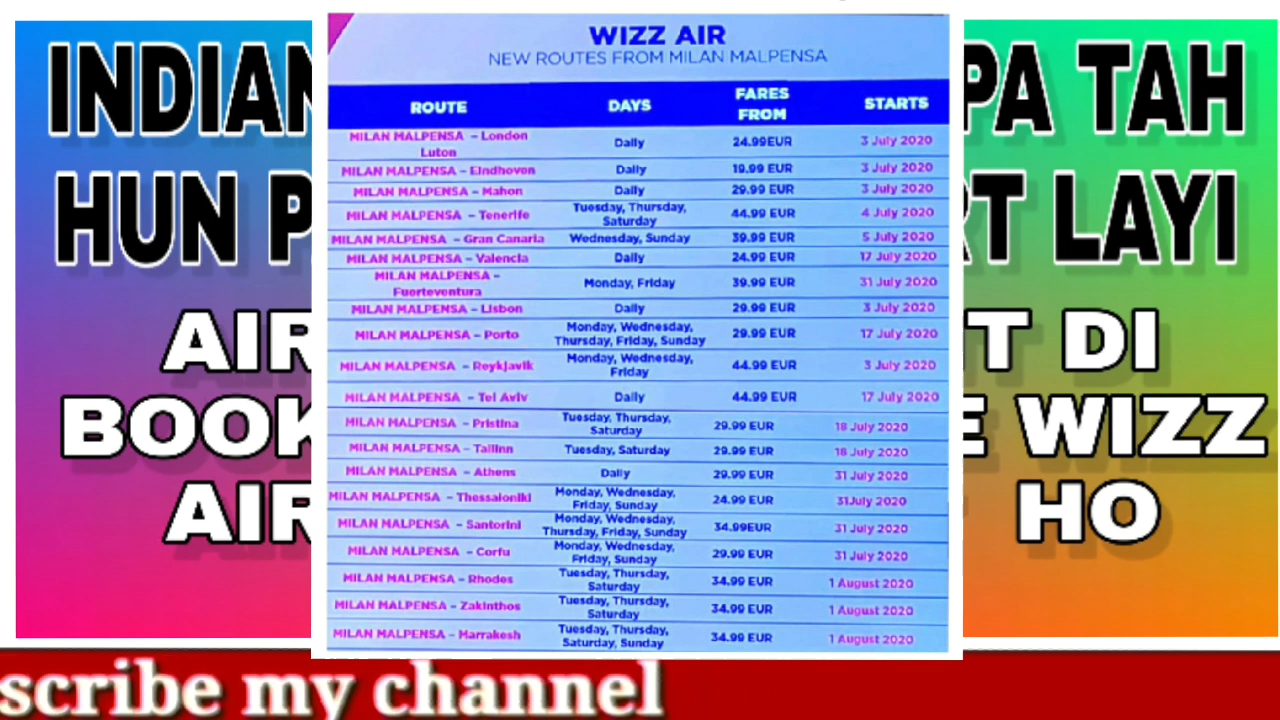 INDIAN
HUN P
AIR
BOOK
AIR
PA TAH
RT LAYI
T DI
E WIZZ
HO
WIZZ AIR
NEW ROUTES FROM MILAN MALPENSA
ROUTE DAYS FARES FROM STARTS
MILAN MALPENSA – London Luton Daily 24.99EUR 3 July 2020
MILAN MALPENSA – Eindhoven Daily 19.99 EUR 3 July 2020
MILAN MALPENSA – Mahon Daily 29.99 EUR 3 July 2020
MILAN MALPENSA – Tenerife Tuesday, Thursday, Saturday 44.99 EUR 4 July 2020
MILAN MALPENSA – Gran Canaria Wednesday, Sunday 39.99 EUR 5 July 2020
MILAN MALPENSA – Valencia Daily 24.99 EUR 17 July 2020
MILAN MALPENSA – Fuerteventura Monday, Friday 39.99 EUR 31 July 2020
MILAN MALPENSA – Lisbon Daily 29.99 EUR 3 July 2020
MILAN MALPENSA – Porto Monday, Wednesday, Thursday, Friday, Sunday 29.99 EUR 17 July 2020
MILAN MALPENSA – Reykjavik Monday, Wednesday, Friday 44.99 EUR 3 July 2020
MILAN MALPENSA – Tel Aviv Daily 44.99 EUR 17 July 2020
MILAN MALPENSA – Pristina Tuesday, Thursday, Saturday 29.99 EUR 18 July 2020
MILAN MALPENSA – Tallinn Tuesday, Saturday 29.99 EUR 18 July 2020
MILAN MALPENSA – Athens Daily 29.99 EUR 31 July 2020
MILAN MALPENSA – Thessaloniki Monday, Wednesday, Friday, Sunday 24.99 EUR 31July 2020
MILAN MALPENSA – Santorini Monday, Wednesday, Thursday, Friday, Sunday 34.99EUR 31 July 2020
MILAN MALPENSA – Corfu Monday, Wednesday, Friday, Sunday 29.99 EUR 31 July 2020
MILAN MALPENSA – Rhodes Tuesday, Thursday, Saturday 34.99 EUR 1 August 2020
MILAN MALPENSA – Zakinthos Tuesday, Thursday, Saturday 34.99 EUR 1 August 2020
MILAN MALPENSA – Marrakesh Tuesday, Thursday, Saturday, Sunday 34.99 EUR 1 August 2020
scribe my channel